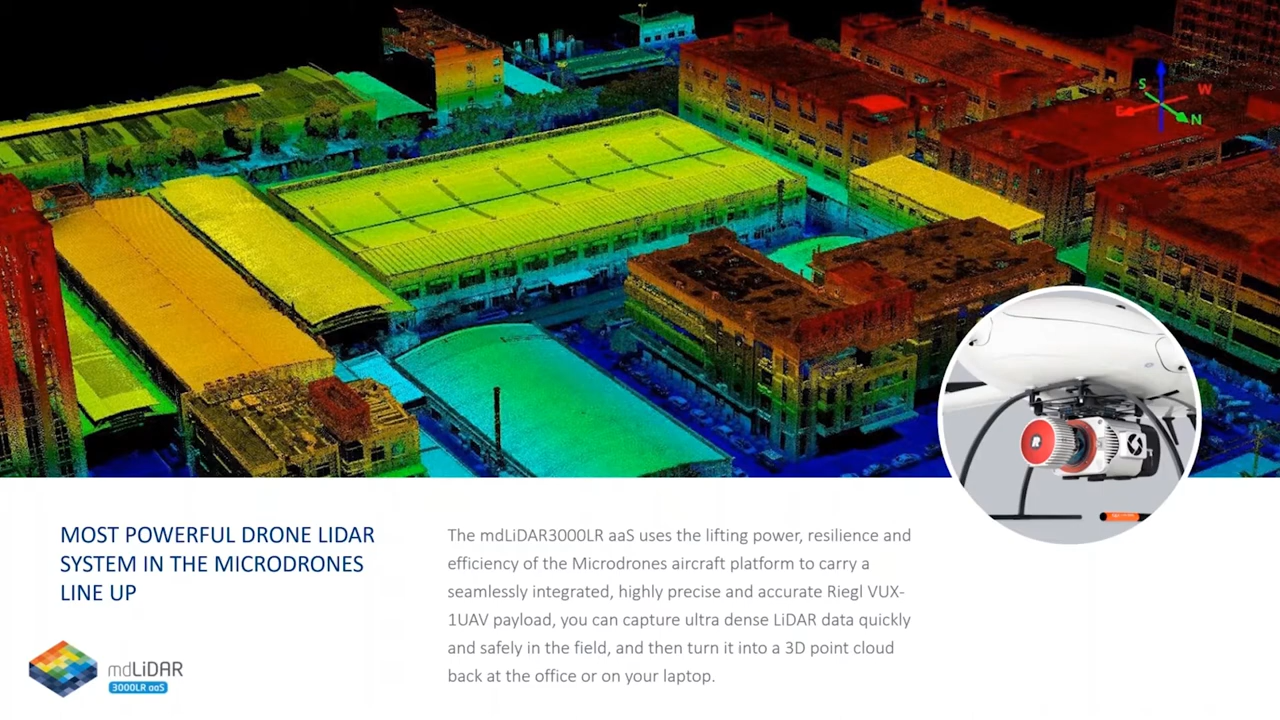 S
W
E
N
R
MOST POWERFUL DRONE LIDAR
SYSTEM IN THE MICRODRONES
LINE UP
The mdLiDAR3000LR aaS uses the lifting power, resilience and
efficiency of the Microdrones aircraft platform to carry a
seamlessly integrated, highly precise and accurate Riegl VUX-
1UAV payload, you can capture ultra dense LiDAR data quickly
and safely in the field, and then turn it into a 3D point cloud
back at the office or on your laptop.
mdLiDAR
3000LR aaS